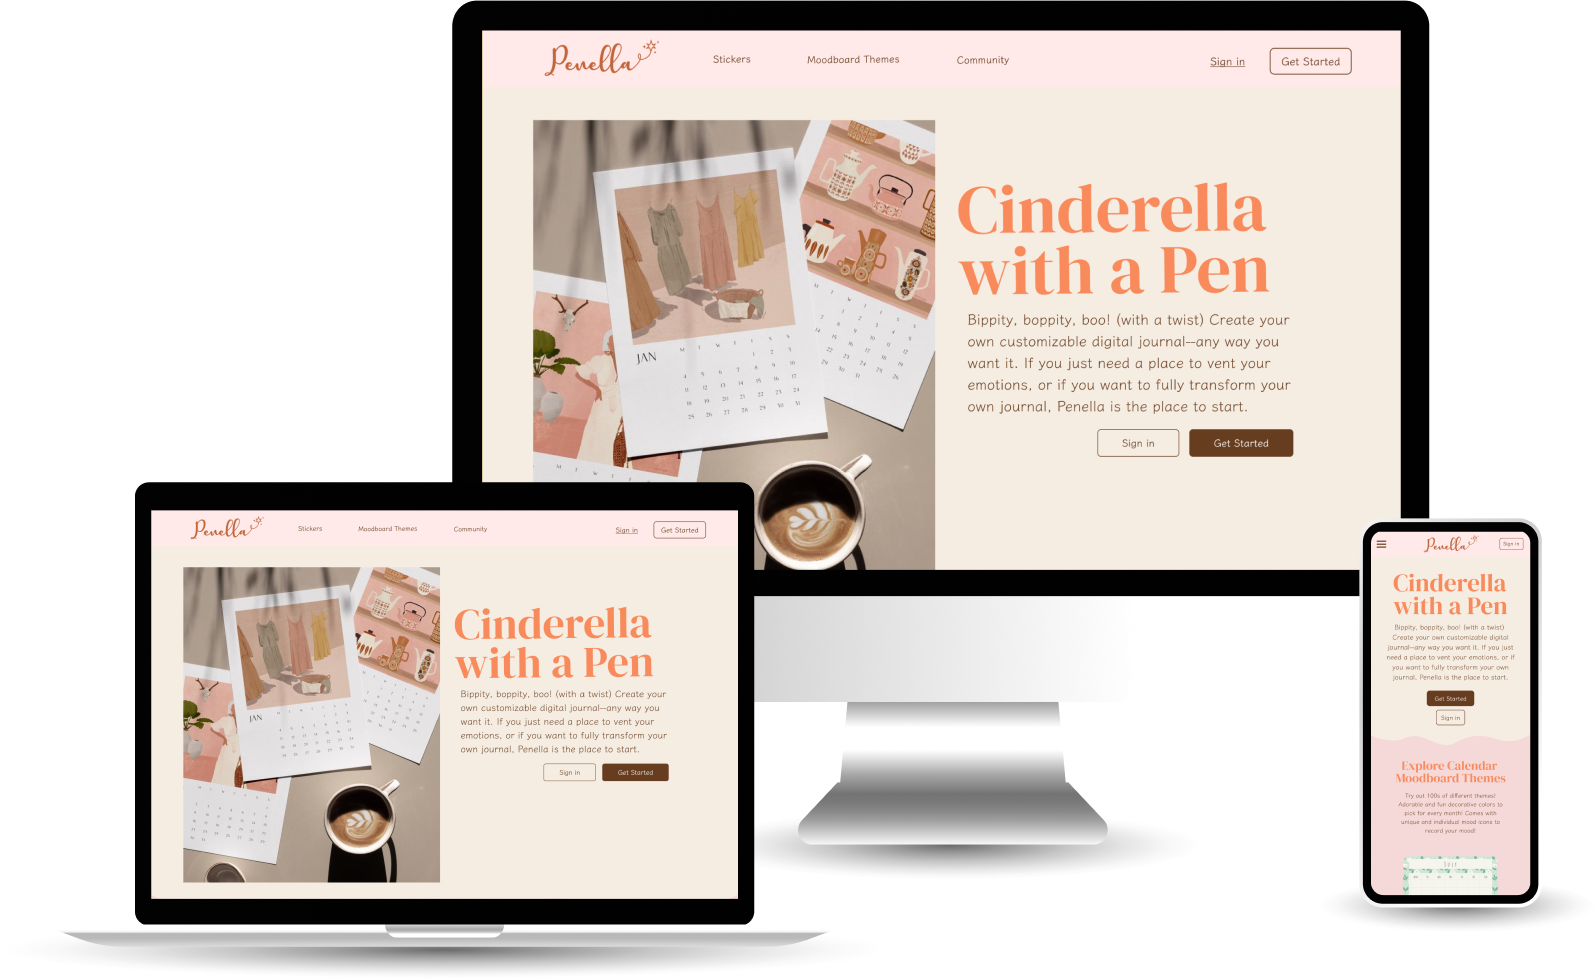 Penella
Stickers
Moodboard Themes
Community
Sign in
Get Started
Cinderella
with a Pen
Bippity, boppity, boo! (with a twist) Create your
own customizable digital journal—any way you
want it. If you just need a place to vent your
emotions, or if you want to fully transform your
own journal, Penella is the place to start.
Sign in
Get Started
JAN
Penella
Stickers
Moodboard Themes
Community
Sign in
Get Started
Cinderella
with a Pen
Bippity, boppity, boo! (with a twist) Create your
own customizable digital journal—any way you
want it. If you just need a place to vent your
emotions, or if you want to fully transform your
own journal, Penella is the place to start.
Sign in
Get Started
JAN
Penella
Sign in
Cinderella
with a Pen
Bippity, boppity, boo! (with a twist)
Create your own customizable digital
journal—any way you want it. If you just
need a place to vent your emotions, or if
you want to fully transform your own
journal, Penella is the place to start.
Get Started
Sign in
Explore Calendar
Moodboard Themes
Try out 100s of different themes!
Adorable and fun decorative colors to
pick for every month! Comes with
unique and individual mood icons to
record your mood!